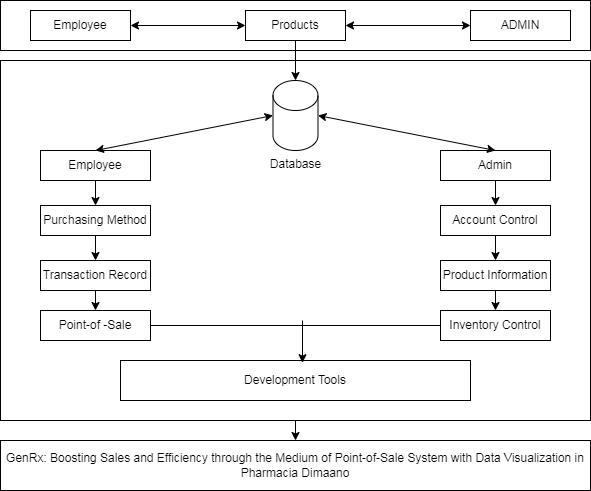 Employee
Products
ADMIN
Database
Employee
Admin
Purchasing Method
Account Control
Transaction Record
Product Information
Point-of -Sale
Inventory Control
Development Tools
GenRx: Boosting Sales and Efficiency through the Medium of Point-of-Sale System with Data Visualization in
Pharmacia Dimaano